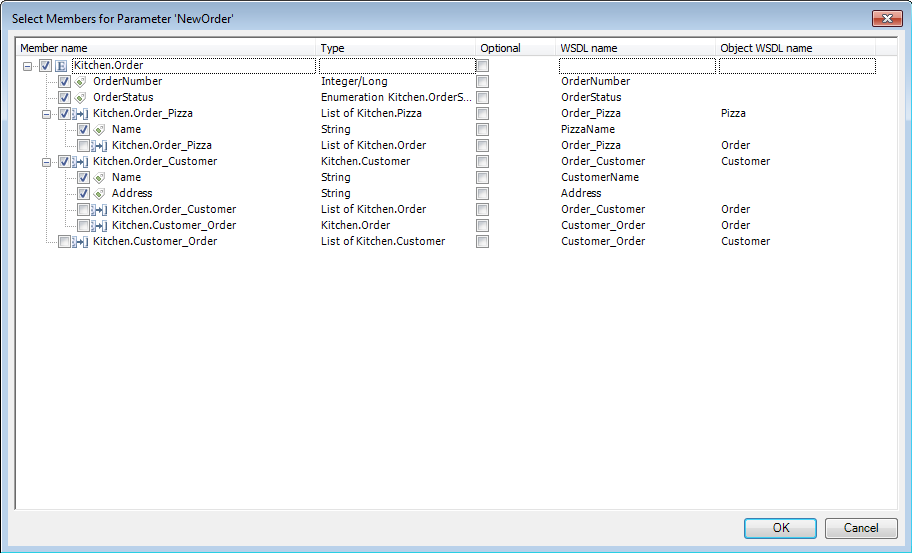 Select Members for Parameter 'NewOrder'
Member name Type Optional WSDL name Object WSDL name
E Kitchen.Order
OrderNumber Integer/Long OrderNumber
OrderStatus Enumeration Kitchen.OrderS... OrderStatus
Kitchen.Order_Pizza List of Kitchen.Pizza Order_Pizza Pizza
Name String PizzaName
Kitchen.Order_Pizza List of Kitchen.Order Order_Pizza Order
Kitchen.Order_Customer Kitchen.Customer Order_Customer Customer
Name String CustomerName
Address String Address
Kitchen.Order_Customer List of Kitchen.Order Order_Customer Order
Kitchen.Customer_Order Kitchen.Order Customer_Order Order
Kitchen.Customer_Order List of Kitchen.Customer Customer_Order Customer
OK Cancel